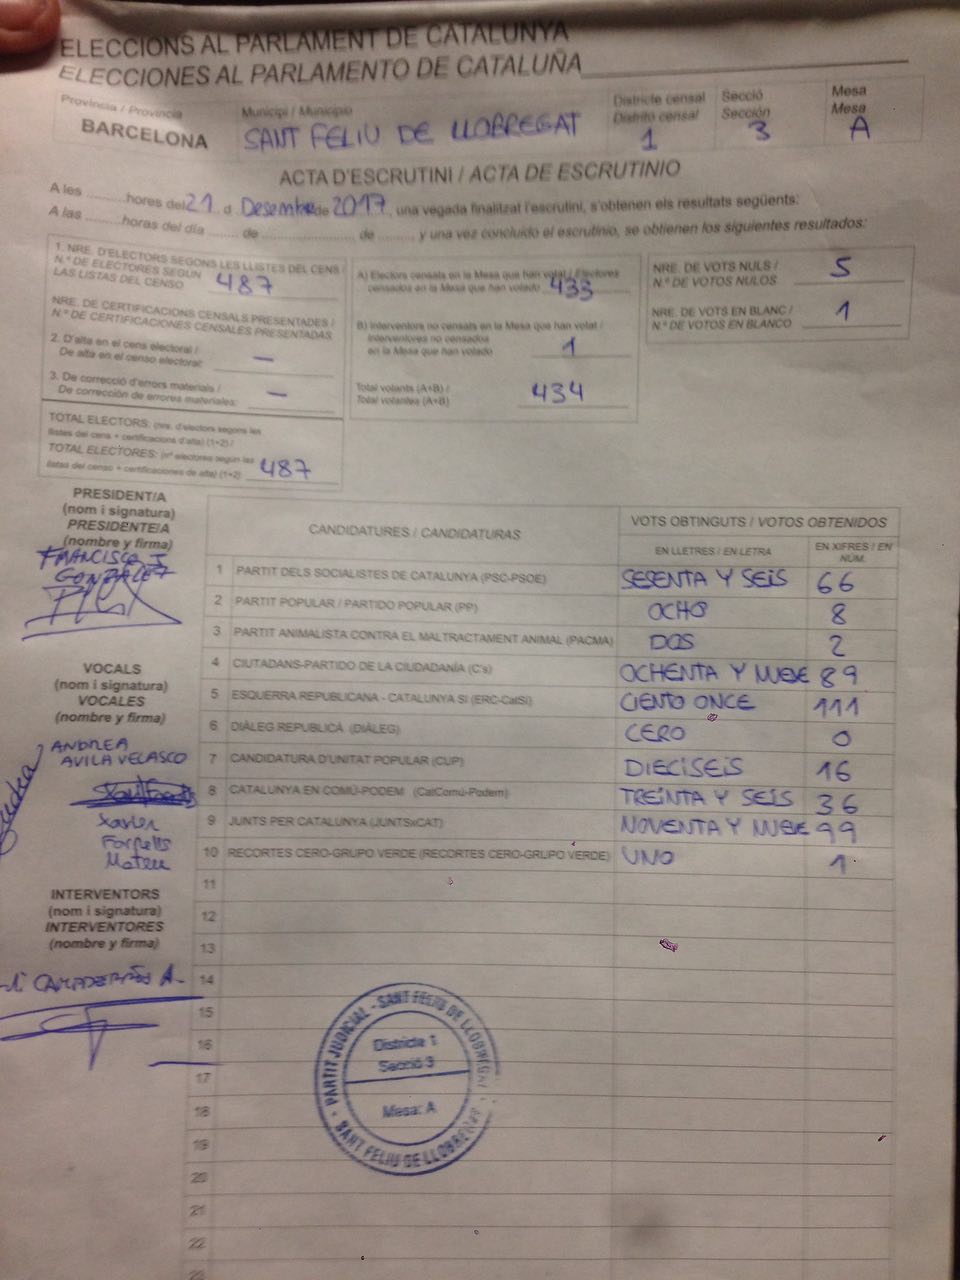 ELECCIONS AL PARLAMENT DE CATALUNYA
ELECCIONES AL PARLAMENTO DE CATALUÑA
Província / Provincia
BARCELONA
Municipi / Municipio
SANT FELIU DE LLOBREGAT
Districte censal
Distrito censal
1
Secció
Sección
3
Mesa
Mesa
A
ACTA D'ESCRUTINI / ACTA DE ESCRUTINIO
A les .........hores del 21 d Desembre de 2017, una vegada finalitzat l'escrutini, s'obtenen els resultats següents:
A las .........horas del día ....... de ...................... de ........ y una vez concluido el escrutinio, se obtienen los siguientes resultados:
1. NRE. D'ELECTORS SEGONS LES LLISTES DEL CENS /
N.º DE ELECTORES SEGÚN
LAS LISTAS DEL CENSO 487
NRE. DE CERTIFICACIONS CENSALS PRESENTADES /
N.º DE CERTIFICACIONES CENSALES PRESENTADAS
2. D'alta en el cens electoral /
De alta en el censo electoral: —
3. De correcció d'errors materials /
De corrección de errores materiales: —
TOTAL ELECTORS: (nre. d'electors segons les
llistes del cens + certificacions d'alta) (1+2) /
TOTAL ELECTORES: (nº electores según las
listas del censo + certificaciones de alta) (1+2) 487
A) Electors censats en la Mesa que han votat / Electores
censados en la Mesa que han votado 433
B) Interventors no censats en la Mesa que han votat /
Interventores no censados
en la Mesa que han votado 1
Total votants (A+B) /
Total votantes (A+B) 434
NRE. DE VOTS NULS /
N.º DE VOTOS NULOS 5
NRE. DE VOTS EN BLANC /
N.º DE VOTOS EN BLANCO 1
PRESIDENT/A
(nom i signatura)
PRESIDENTE/A
(nombre y firma)
FRANCISCO J.
GONZALEZ
VOCALS
(nom i signatura)
VOCALES
(nombre y firma)
ANDREA
AVILA VELASCO
Andrea
Xavier
Farrells
Mateu
INTERVENTORS
(nom i signatura)
INTERVENTORES
(nombre y firma)
CANDIDATURES / CANDIDATURAS
VOTS OBTINGUTS / VOTOS OBTENIDOS
EN LLETRES / EN LETRA
EN XIFRES / EN NÚM.
1 PARTIT DELS SOCIALISTES DE CATALUNYA (PSC-PSOE) SESENTA Y SEIS 66
2 PARTIT POPULAR / PARTIDO POPULAR (PP) OCHO 8
3 PARTIT ANIMALISTA CONTRA EL MALTRACTAMENT ANIMAL (PACMA) DOS 2
4 CIUTADANS-PARTIDO DE LA CIUDADANÍA (C's) OCHENTA Y NUEVE 89
5 ESQUERRA REPUBLICANA - CATALUNYA SÍ (ERC-CatSí) CIENTO ONCE 111
6 DIÀLEG REPUBLICÀ (DIÀLEG) CERO 0
7 CANDIDATURA D'UNITAT POPULAR (CUP) DIECISEIS 16
8 CATALUNYA EN COMÚ-PODEM (CatComú-Podem) TREINTA Y SEIS 36
9 JUNTS PER CATALUNYA (JUNTSxCAT) NOVENTA Y NUEVE 99
10 RECORTES CERO-GRUPO VERDE (RECORTES CERO-GRUPO VERDE) UNO 1
11
12
13
14
15
16
17
18
19
20
21
22
23
PARTIT JUDICIAL - SANT FELIU DE LLOBREGAT
Districte 1
Secció 3
Mesa: A
SANT FELIU DE LLOBREGAT